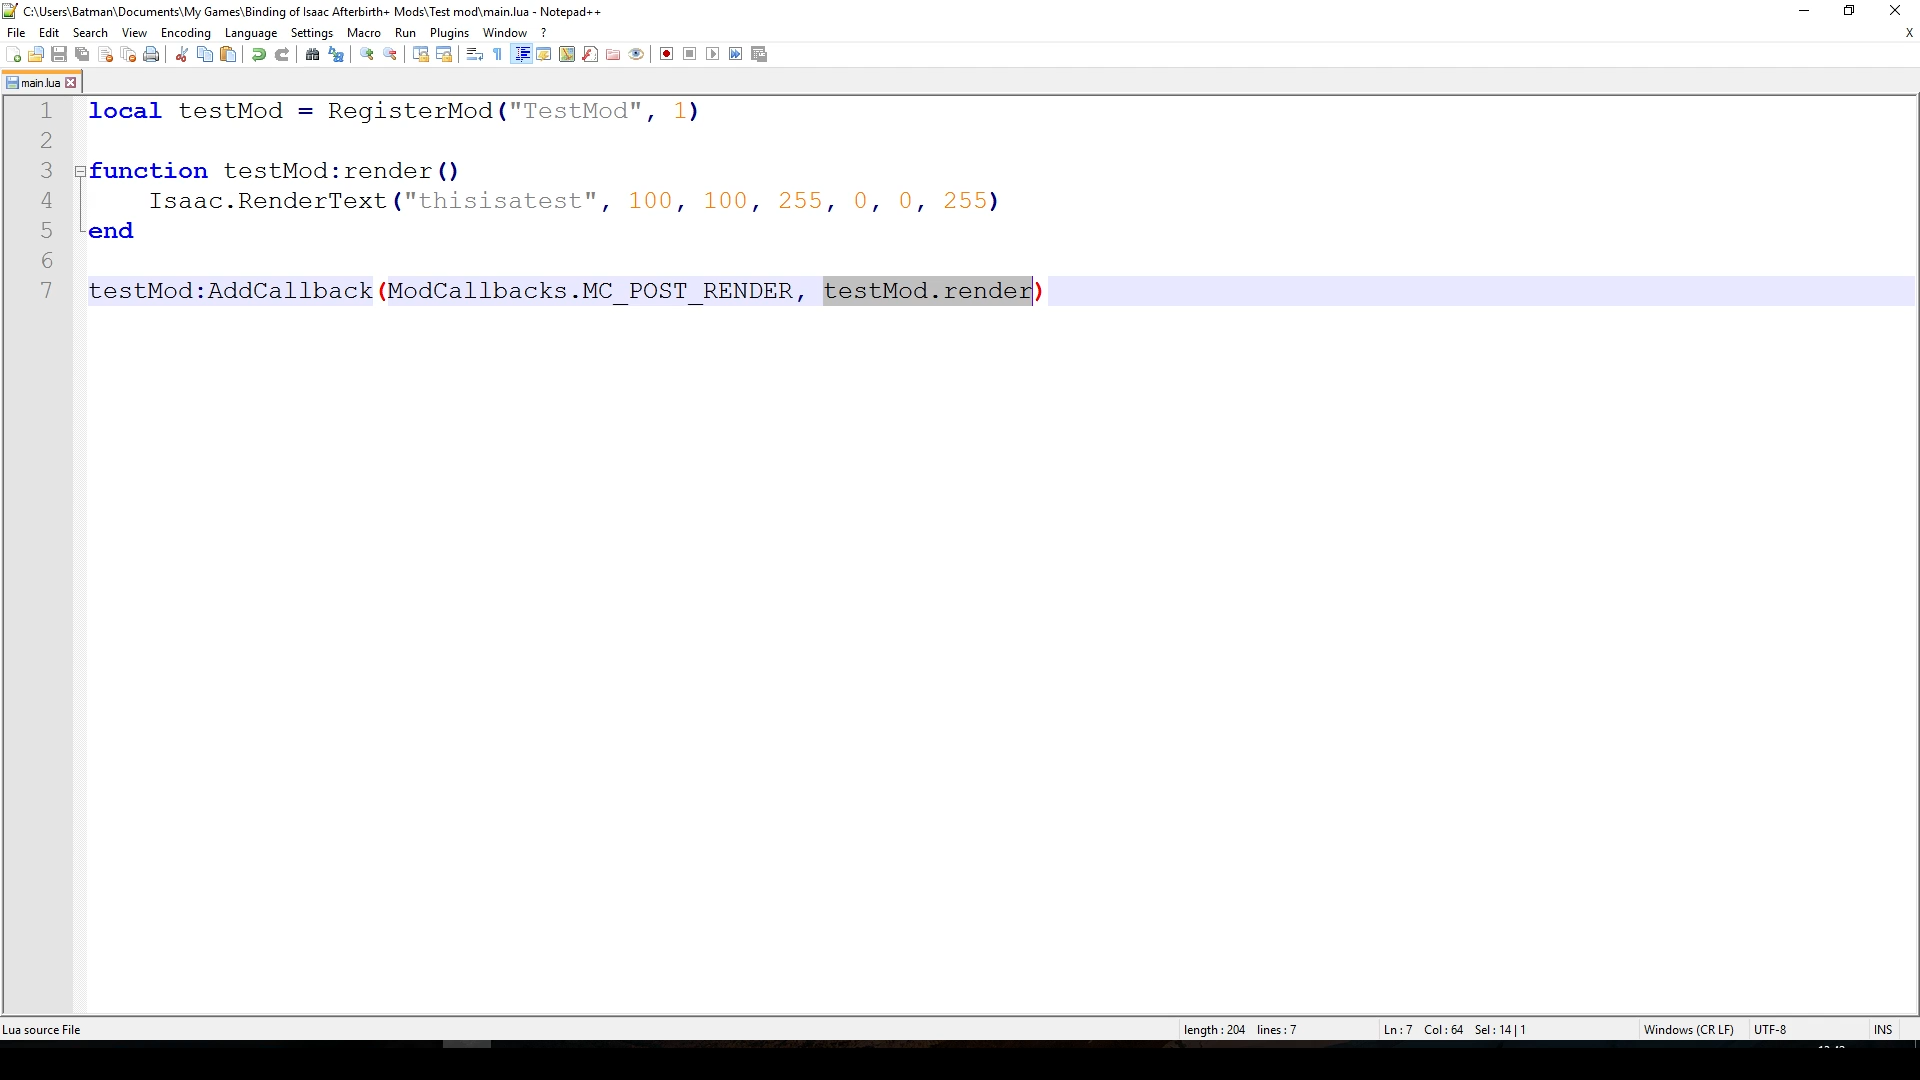 C:\Users\Batman\Documents\My Games\Binding of Isaac Afterbirth+ Mods\Test mod\main.lua - Notepad++
File Edit Search View Encoding Language Settings Macro Run Plugins Window ? X
main.lua
1 local testMod = RegisterMod("TestMod", 1)
2
3 function testMod:render()
4 Isaac.RenderText("thisisatest", 100, 100, 255, 0, 0, 255)
5 end
6
7 testMod:AddCallback(ModCallbacks.MC_POST_RENDER, testMod.render)
Lua source File length : 204 lines : 7 Ln : 7 Col : 64 Sel : 14 | 1 Windows (CR LF) UTF-8 INS